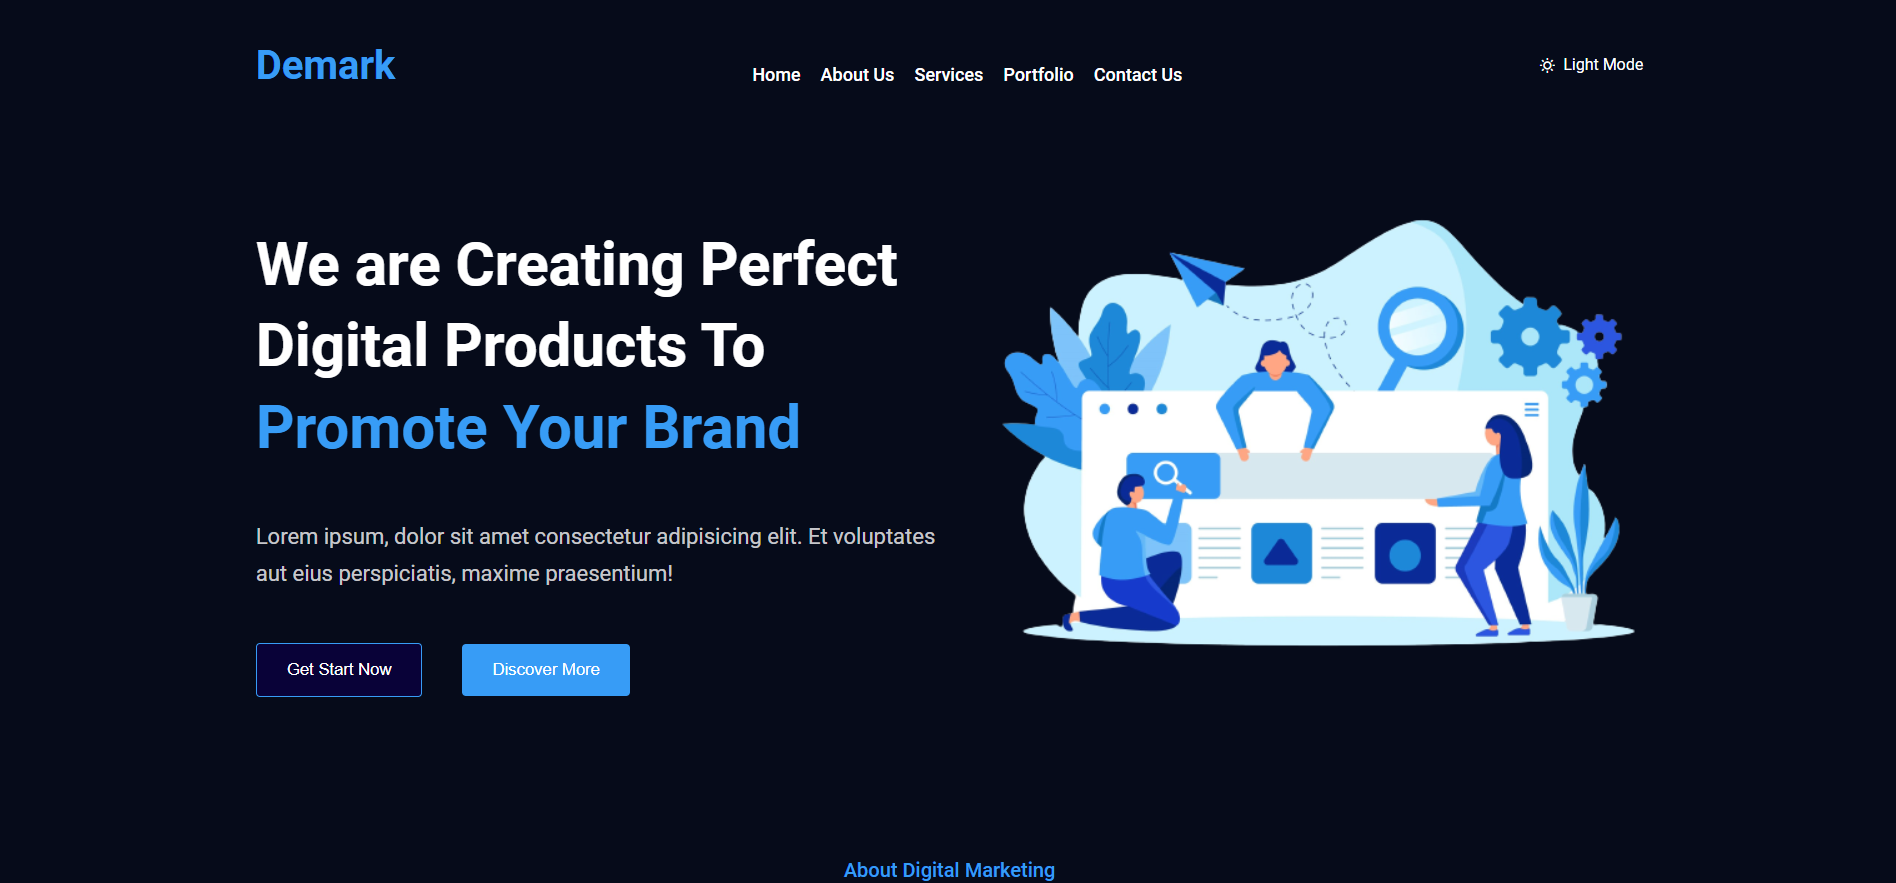 Demark
Home About Us Services Portfolio Contact Us
Light Mode
We are Creating Perfect
Digital Products To
Promote Your Brand
Lorem ipsum, dolor sit amet consectetur adipisicing elit. Et voluptates
aut eius perspiciatis, maxime praesentium!
Get Start Now
Discover More
About Digital Marketing